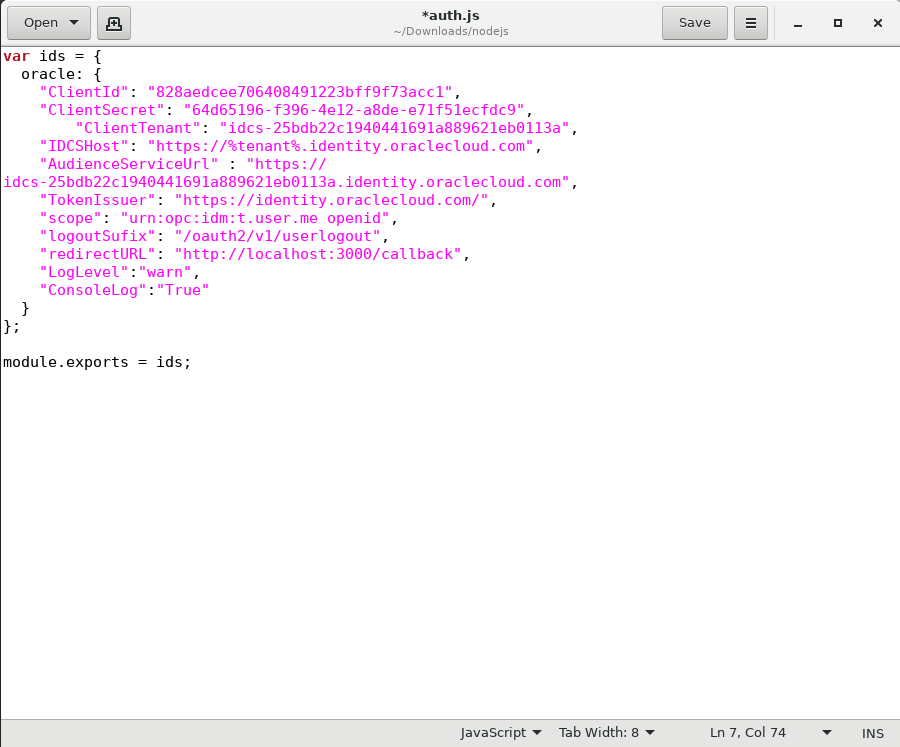 Open
*auth.js
~/Downloads/nodejs
Save
var ids = {
  oracle: {
    "ClientId": "828aedcee706408491223bff9f73acc1",
    "ClientSecret": "64d65196-f396-4e12-a8de-e71f51ecfdc9",
        "ClientTenant": "idcs-25bdb22c1940441691a889621eb0113a",
    "IDCSHost": "https://%tenant%.identity.oraclecloud.com",
    "AudienceServiceUrl" : "https://
idcs-25bdb22c1940441691a889621eb0113a.identity.oraclecloud.com",
    "TokenIssuer": "https://identity.oraclecloud.com/",
    "scope": "urn:opc:idm:t.user.me openid",
    "logoutSufix": "/oauth2/v1/userlogout",
    "redirectURL": "http://localhost:3000/callback",
    "LogLevel":"warn",
    "ConsoleLog":"True"
  }
};
module.exports = ids;
JavaScript Tab Width: 8 Ln 7, Col 74 INS